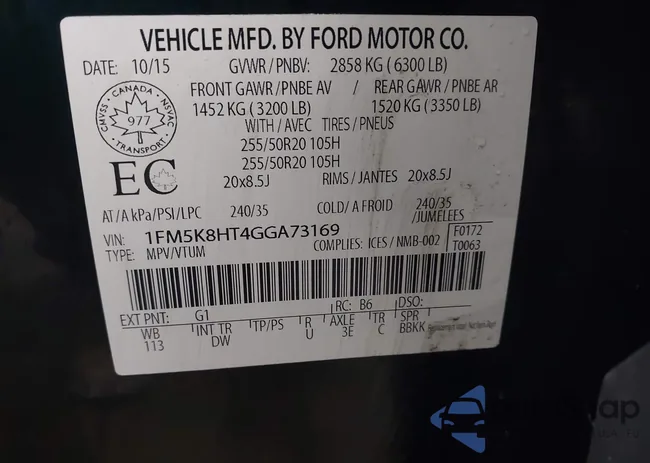 VEHICLE MFD. BY FORD MOTOR CO.
DATE: 10/15 GVWR / PNBV: 2858 KG ( 6300 LB)
FRONT GAWR / PNBE AV / REAR GAWR / PNBE AR
1452 KG ( 3200 LB) 1520 KG ( 3350 LB)
WITH / AVEC TIRES / PNEUS
255/50R20 105H
255/50R20 105H
20x8.5J RIMS / JANTES 20x8.5J
CMVSS • CANADA • NSVAC
977
TRANSPORT
EC
AT/A kPa/PSI/LPC 240/35 COLD/ A FROID 240/35
/JUMELEES
VIN: 1FM5K8HT4GGA73169 F0172
TYPE: MPV/VTUM COMPLIES: ICES / NMB-002 T0063
EXT PNT: G1 RC: B6 DSO:
WB INT TR TP/PS R AXLE TR SPR
113 DW U 3E C BBKK